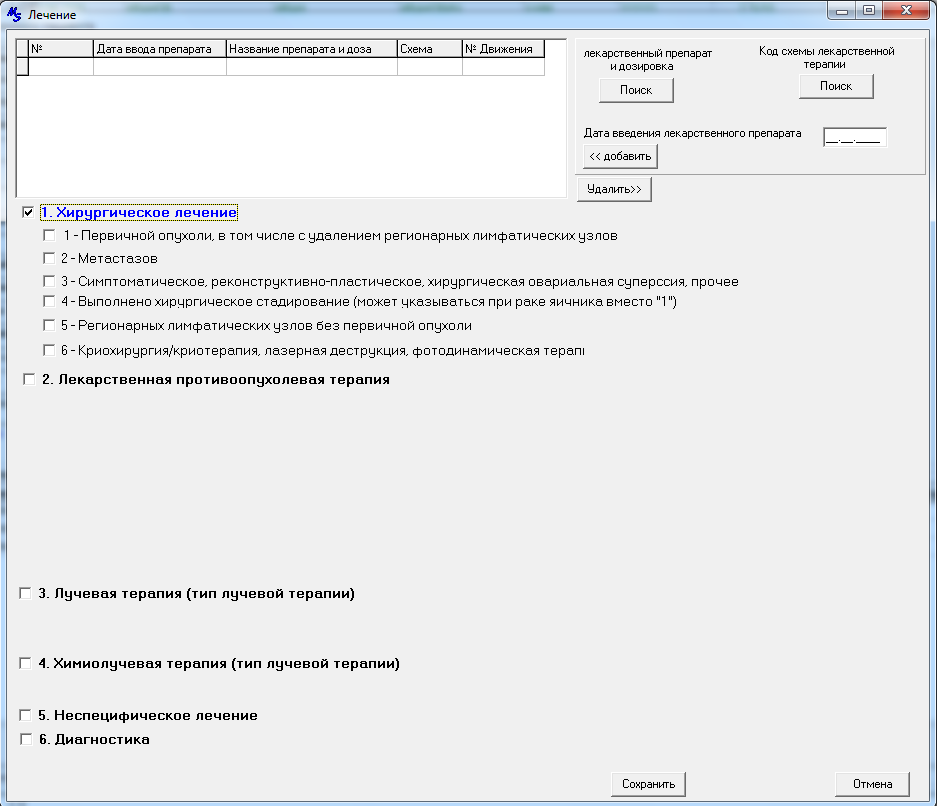 Лечение
№ Дата ввода препарата Название препарата и доза Схема № Движения
лекарственный препарат
и дозировка
Код схемы лекарственной
терапии
Поиск Поиск
Дата введения лекарственного препарата __.__.____
<< добавить
Удалить>>
1. Хирургическое лечение
1 - Первичной опухоли, в том числе с удалением регионарных лимфатических узлов
2 - Метастазов
3 - Симптоматическое, реконструктивно-пластическое, хирургическая овариальная суперссия, прочее
4 - Выполнено хирургическое стадирование (может указываться при раке яичника вместо "1")
5 - Регионарных лимфатических узлов без первичной опухоли
6 - Криохирургия/криотерапия, лазерная деструкция, фотодинамическая терапи
2. Лекарственная противоопухолевая терапия
3. Лучевая терапия (тип лучевой терапии)
4. Химиолучевая терапия (тип лучевой терапии)
5. Неспецифическое лечение
6. Диагностика
Сохранить Отмена